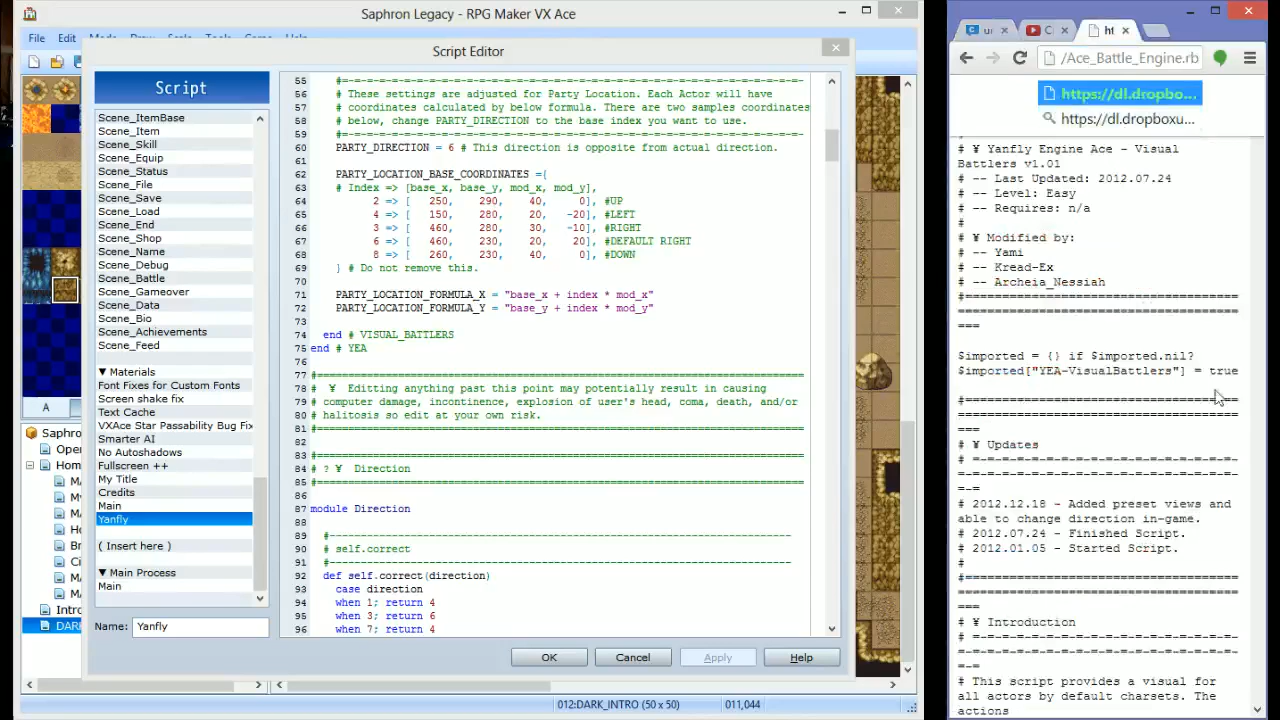 Saphron Legacy - RPG Maker VX Ace
File Edit Mode Draw Scale Tools Game Help
Script Editor
Script
Scene_ItemBase
Scene_Item
Scene_Skill
Scene_Equip
Scene_Status
Scene_File
Scene_Save
Scene_Load
Scene_End
Scene_Shop
Scene_Name
Scene_Debug
Scene_Battle
Scene_Gameover
Scene_Data
Scene_Bio
Scene_Achievements
Scene_Feed
▼ Materials
Font Fixes for Custom Fonts
Screen shake fix
Text Cache
VXAce Star Passability Bug Fix
Smarter AI
No Autoshadows
Fullscreen ++
My Title
Credits
Main
Yanfly
( Insert here )
▼ Main Process
Main
Name: Yanfly
55 #-=-=-=-=-=-=-=-=-=-=-=-=-=-=-=-=-=-=-=-=-=-=-=-=-=-=-=-=-=-=-=-=-=-=-=-
56 # These settings are adjusted for Party Location. Each Actor will have
57 # coordinates calculated by below formula. There are two samples coordinates
58 # below, change PARTY_DIRECTION to the base index you want to use.
59 #-=-=-=-=-=-=-=-=-=-=-=-=-=-=-=-=-=-=-=-=-=-=-=-=-=-=-=-=-=-=-=-=-=-=-=-
60 PARTY_DIRECTION = 6 # This direction is opposite from actual direction.
61
62 PARTY_LOCATION_BASE_COORDINATES ={
63 # Index => [base_x, base_y, mod_x, mod_y],
64 2 => [ 250, 290, 40, 0], #UP
65 4 => [ 150, 280, 20, -20], #LEFT
66 3 => [ 460, 280, 30, -10], #RIGHT
67 6 => [ 460, 230, 20, 20], #DEFAULT RIGHT
68 8 => [ 260, 230, 40, 0], #DOWN
69 } # Do not remove this.
70
71 PARTY_LOCATION_FORMULA_X = "base_x + index * mod_x"
72 PARTY_LOCATION_FORMULA_Y = "base_y + index * mod_y"
73
74 end # VISUAL_BATTLERS
75 end # YEA
76
77 #==============================================================================
78 # ¥ Editting anything past this point may potentially result in causing
79 # computer damage, incontinence, explosion of user's head, coma, death, and/or
80 # halitosis so edit at your own risk.
81 #==============================================================================
82
83 #==============================================================================
84 # ? ¥ Direction
85 #==============================================================================
86
87 module Direction
88
89 #--------------------------------------------------------------------------
90 # self.correct
91 #--------------------------------------------------------------------------
92 def self.correct(direction)
93 case direction
94 when 1; return 4
95 when 3; return 6
96 when 7; return 4
OK Cancel Apply Help
A
Saphro
Home
Intro
DARK
012:DARK_INTRO (50 x 50) 011,044
/Ace_Battle_Engine.rb
https://dl.dropbo...
https://dl.dropboxu...
# ¥ Yanfly Engine Ace - Visual
Battlers v1.01
# -- Last Updated: 2012.07.24
# -- Level: Easy
# -- Requires: n/a
#
# ¥ Modified by:
# -- Yami
# -- Kread-Ex
# -- Archeia_Nessiah
#====================================
====================================
===
$imported = {} if $imported.nil?
$imported["YEA-VisualBattlers"] = true
#====================================
====================================
===
# ¥ Updates
# =-=-=-=-=-=-=-=-=-=-=-=-=-=-=-=-=-
-=-=-=-=-=-=-=-=-=-=-=-=-=-=-=-=-=-=
-=-
# 2012.12.18 - Added preset views and
able to change direction in-game.
# 2012.07.24 - Finished Script.
# 2012.01.05 - Started Script.
#
#====================================
====================================
===
# ¥ Introduction
# =-=-=-=-=-=-=-=-=-=-=-=-=-=-=-=-=-
-=-=-=-=-=-=-=-=-=-=-=-=-=-=-=-=-=-=
-=-
# This script provides a visual for
all actors by default charsets. The
actions